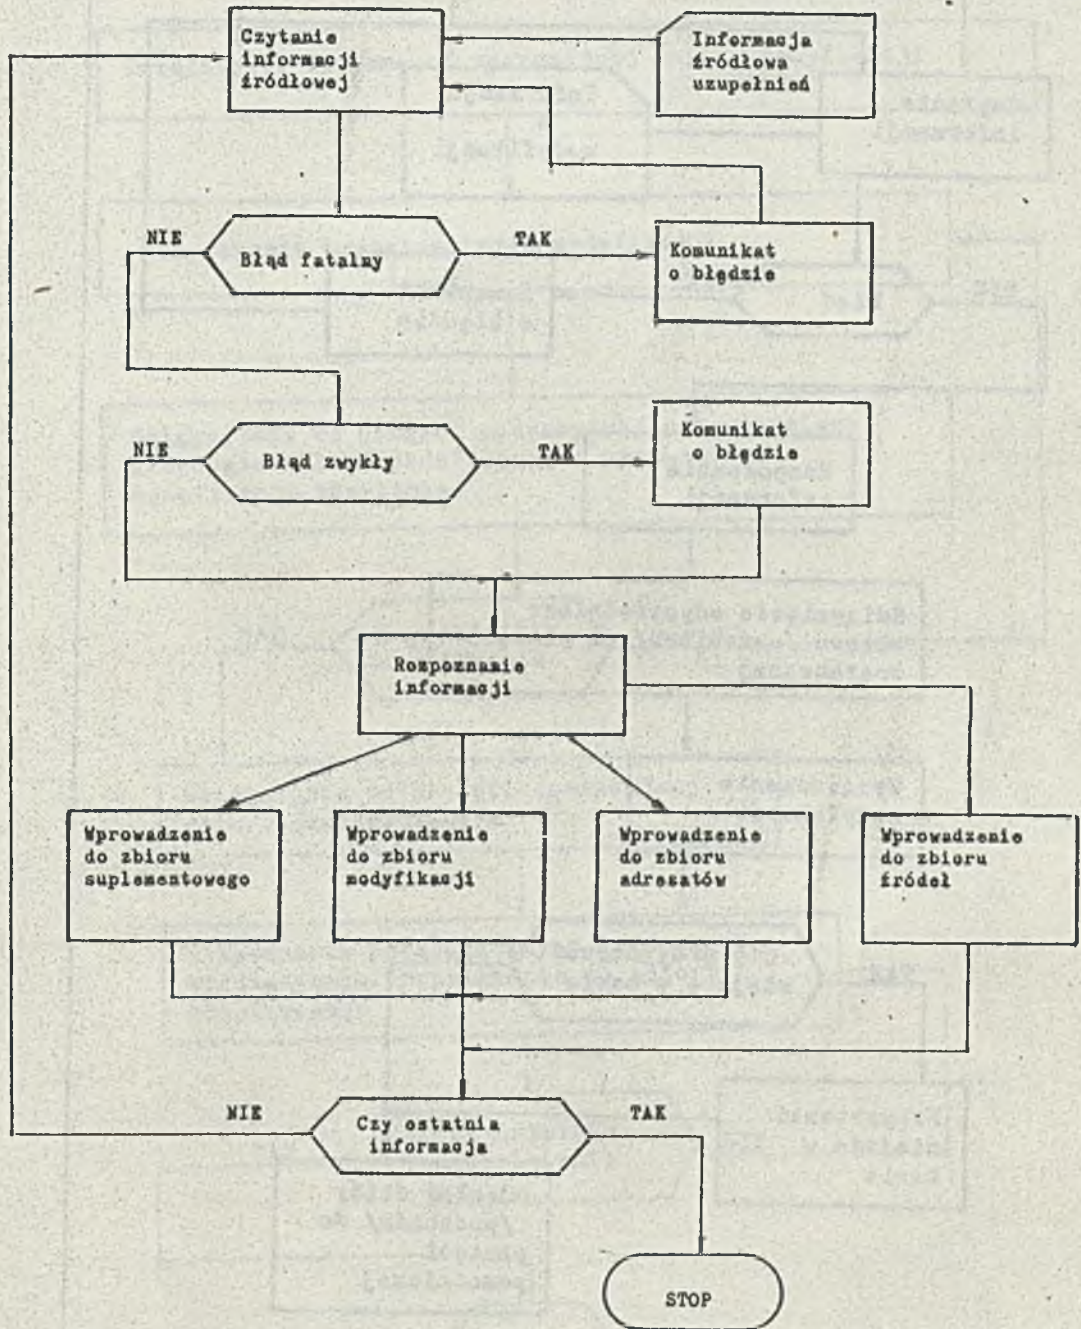 Czytanie
informacji
źródłowej
Informacja
źródłowa
uzupełnień
NIE
Błąd fatalny
TAK
Komunikat
o błędzie
NIE
Błąd zwykły
TAK
Komunikat
o błędzie
Rozpoznanie
informacji
Wprowadzenie
do zbioru
suplementowego
Wprowadzenie
do zbioru
modyfikacji
Wprowadzenie
do zbioru
adresatów
Wprowadzenie
do zbioru
źródeł
NIE
Czy ostatnia
informacja
TAK
STOP